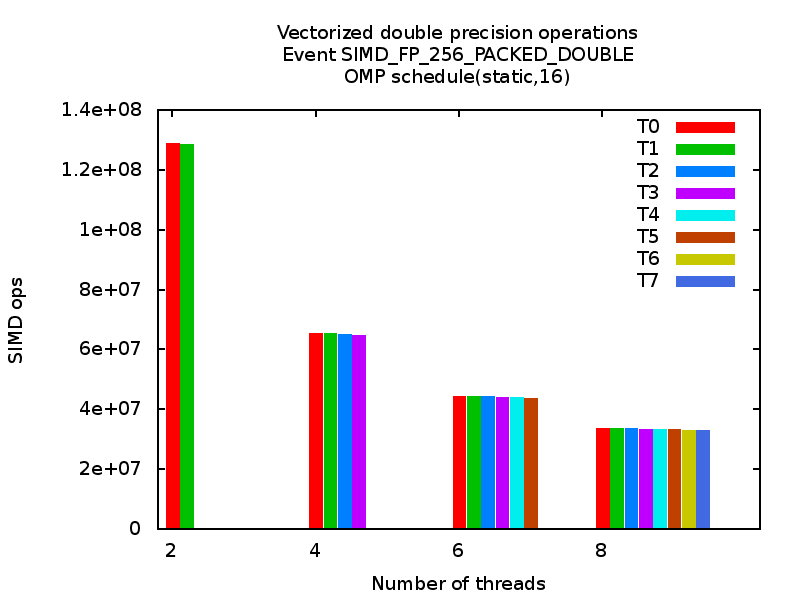 Vectorized double precision operations
Event SIMD_FP_256_PACKED_DOUBLE
OMP schedule(static,16)
1.4e+08
1.2e+08
1e+08
8e+07
6e+07
4e+07
2e+07
0
SIMD ops
T0
T1
T2
T3
T4
T5
T6
T7
2 4 6 8
Number of threads